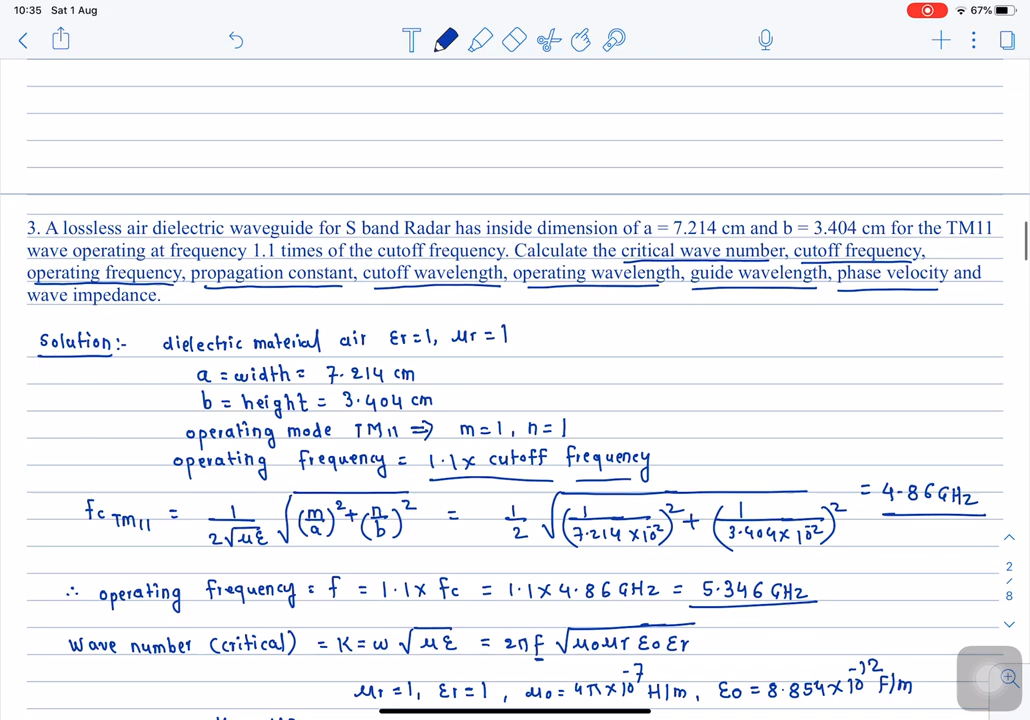 10:35 Sat 1 Aug 67%
3. A lossless air dielectric waveguide for S band Radar has inside dimension of a = 7.214 cm and b = 3.404 cm for the TM11
wave operating at frequency 1.1 times of the cutoff frequency. Calculate the critical wave number, cutoff frequency,
operating frequency, propagation constant, cutoff wavelength, operating wavelength, guide wavelength, phase velocity and
wave impedance.
Solution:- dielectric material air εr=1, μr=1
a = width = 7.214 cm
b = height = 3.404 cm
operating mode TM11 => m=1, n=1
operating frequency = 1.1x cutoff frequency
fc TM11 = 1/(2√με) √((m/a)²+(n/b)²) = 1/2 √((1/(7.214×10⁻²))² + (1/(3.404×10⁻²))²) = 4.86 GHz
∴ operating frequency = f = 1.1x fc = 1.1x 4.86 GHz = 5.346 GHz
wave number (critical) = K = ω√με = 2πf √μ0μr ε0εr
μr=1, εr=1, μ0=4π×10⁻⁷ H/m, ε0=8.854×10⁻¹² F/m
2/8